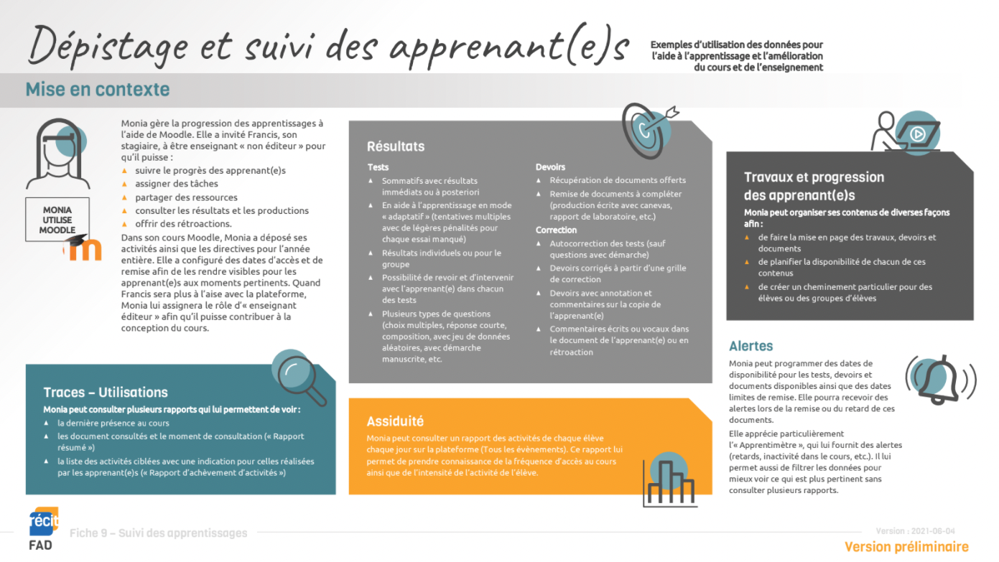 Dépistage et suivi des apprenant(e)s
Exemples d'utilisation des données pour
l'aide à l'apprentissage et l'amélioration
du cours et de l'enseignement
Mise en contexte
MONIA
UTILISE
MOODLE
m
Monia gère la progression des apprentissages à
l'aide de Moodle. Elle a invité Francis, son
stagiaire, à être enseignant « non éditeur » pour
qu'il puisse :
suivre le progrès des apprenant(e)s
assigner des tâches
partager des ressources
consulter les résultats et les productions
offrir des rétroactions.
Dans son cours Moodle, Monia a déposé ses
activités ainsi que les directives pour l'année
entière. Elle a configuré des dates d'accès et de
remise afin de les rendre visibles pour les
apprenant(e)s aux moments pertinents. Quand
Francis sera plus à l'aise avec la plateforme,
Monia lui assignera le rôle d'« enseignant
éditeur » afin qu'il puisse contribuer à la
conception du cours.
Traces – Utilisations
Monia peut consulter plusieurs rapports qui lui permettent de voir :
la dernière présence au cours
les document consultés et le moment de consultation (« Rapport
résumé »)
la liste des activités ciblées avec une indication pour celles réalisées
par les apprenant(e)s (« Rapport d'achèvement d'activités »)
Résultats
Tests
Sommatifs avec résultats
immédiats ou à posteriori
En aide à l'apprentissage en mode
« adaptatif » (tentatives multiples
avec de légères pénalités pour
chaque essai manqué)
Résultats individuels ou pour le
groupe
Possibilité de revoir et d'intervenir
avec l'apprenant(e) dans chacun
des tests
Plusieurs types de questions
(choix multiples, réponse courte,
composition, avec jeu de données
aléatoires, avec démarche
manuscrite, etc.
Devoirs
Récupération de documents offerts
Remise de documents à compléter
(production écrite avec canevas,
rapport de laboratoire, etc.)
Correction
Autocorrection des tests (sauf
questions avec démarche)
Devoirs corrigés à partir d'une grille
de correction
Devoirs avec annotation et
commentaires sur la copie de
l'apprenant(e)
Commentaires écrits ou vocaux dans
le document de l'apprenant(e) ou en
rétroaction
Assiduité
Monia peut consulter un rapport des activités de chaque élève
chaque jour sur la plateforme (Tous les évènements). Ce rapport lui
permet de prendre connaissance de la fréquence d'accès au cours
ainsi que de l'intensité de l'activité de l'élève.
Travaux et progression
des apprenant(e)s
Monia peut organiser ses contenus de diverses façons
afin :
de faire la mise en page des travaux, devoirs et
documents
de planifier la disponibilité de chacun de ces
contenus
de créer un cheminement particulier pour des
élèves ou des groupes d'élèves
Alertes
Monia peut programmer des dates de
disponibilité pour les tests, devoirs et
documents disponibles ainsi que des dates
limites de remise. Elle pourra recevoir des
alertes lors de la remise ou du retard de ces
documents.
Elle apprécie particulièrement
l'« Apprentimètre », qui lui fournit des alertes
(retards, inactivité dans le cours, etc.). Il lui
permet aussi de filtrer les données pour
mieux voir ce qui est plus pertinent sans
consulter plusieurs rapports.
récit
FAD
Fiche 9 – Suivi des apprentissages
Version : 2021-06-04
Version préliminaire